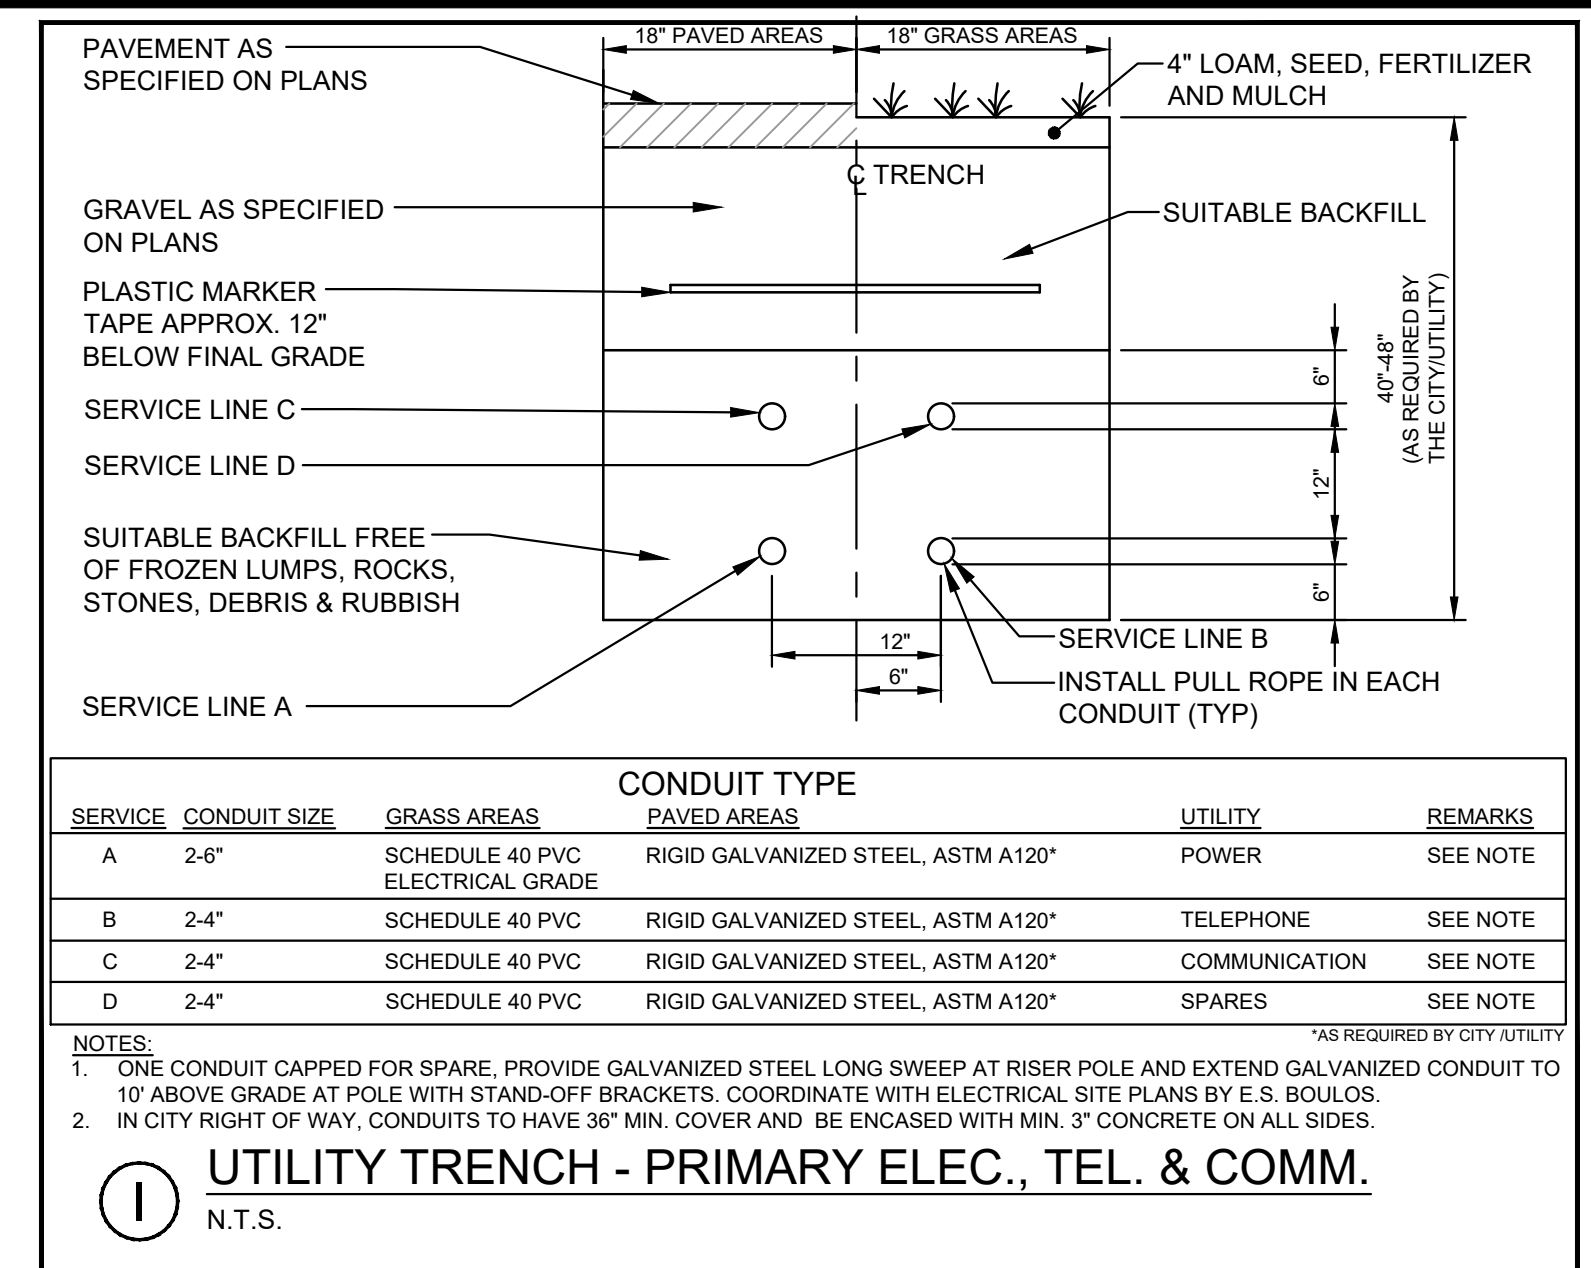 18" PAVED AREAS
18" GRASS AREAS
PAVEMENT AS
SPECIFIED ON PLANS
4" LOAM, SEED, FERTILIZER
AND MULCH
CL TRENCH
GRAVEL AS SPECIFIED
ON PLANS
SUITABLE BACKFILL
PLASTIC MARKER
TAPE APPROX. 12"
BELOW FINAL GRADE
40"-48"
(AS REQUIRED BY
THE CITY/UTILITY)
6"
SERVICE LINE C
SERVICE LINE D
12"
SUITABLE BACKFILL FREE
OF FROZEN LUMPS, ROCKS,
STONES, DEBRIS & RUBBISH
6"
12"
SERVICE LINE B
6"
INSTALL PULL ROPE IN EACH
CONDUIT (TYP)
SERVICE LINE A
CONDUIT TYPE
SERVICE CONDUIT SIZE GRASS AREAS PAVED AREAS UTILITY REMARKS
A 2-6" SCHEDULE 40 PVC RIGID GALVANIZED STEEL, ASTM A120* POWER SEE NOTE
ELECTRICAL GRADE
B 2-4" SCHEDULE 40 PVC RIGID GALVANIZED STEEL, ASTM A120* TELEPHONE SEE NOTE
C 2-4" SCHEDULE 40 PVC RIGID GALVANIZED STEEL, ASTM A120* COMMUNICATION SEE NOTE
D 2-4" SCHEDULE 40 PVC RIGID GALVANIZED STEEL, ASTM A120* SPARES SEE NOTE
*AS REQUIRED BY CITY /UTILITY
NOTES:
1. ONE CONDUIT CAPPED FOR SPARE, PROVIDE GALVANIZED STEEL LONG SWEEP AT RISER POLE AND EXTEND GALVANIZED CONDUIT TO
10' ABOVE GRADE AT POLE WITH STAND-OFF BRACKETS. COORDINATE WITH ELECTRICAL SITE PLANS BY E.S. BOULOS.
2. IN CITY RIGHT OF WAY, CONDUITS TO HAVE 36" MIN. COVER AND BE ENCASED WITH MIN. 3" CONCRETE ON ALL SIDES.
I
UTILITY TRENCH - PRIMARY ELEC., TEL. & COMM.
N.T.S.